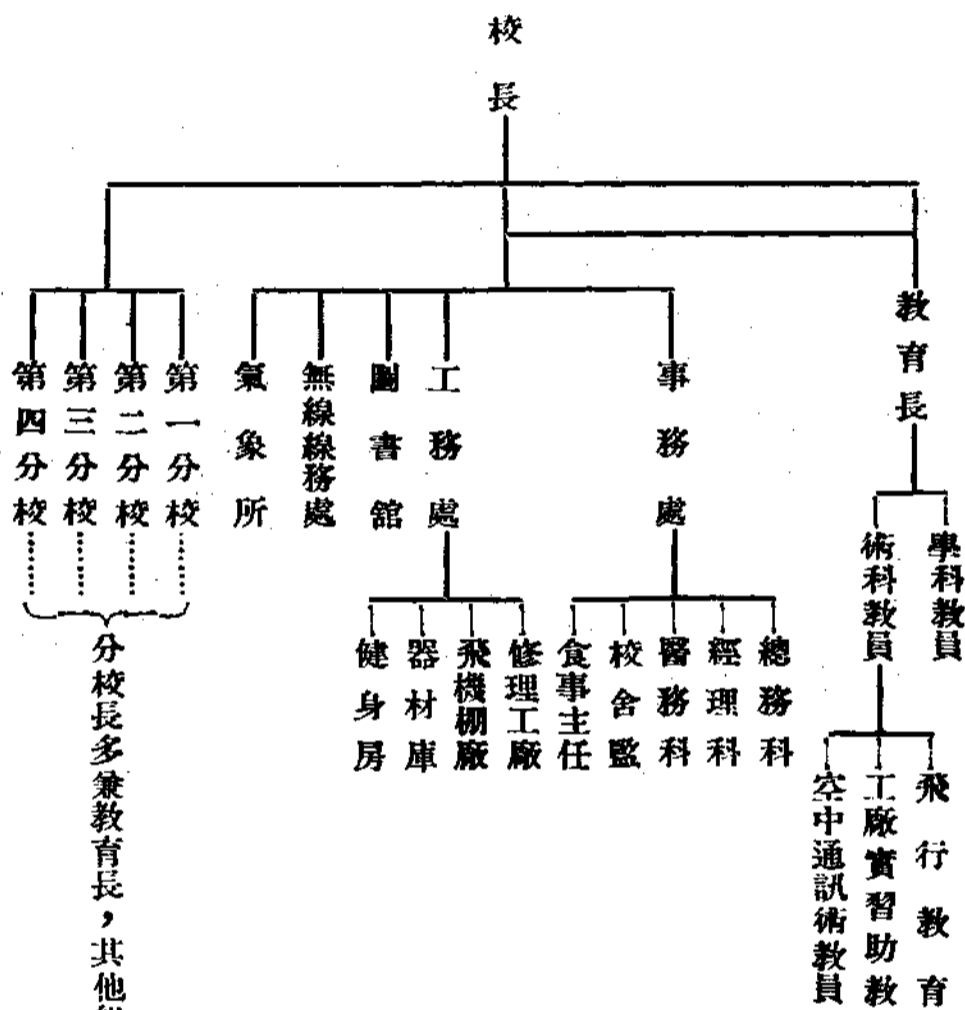 校長
教育長
學科教員
術科教員
飛行教育
工廠實習助教
空中通訊術教員
事務處
總務科
經理科
醫務科
校舍監
食事主任
工務處
修理工廠
飛機棚廠
器材庫
健身房
圖書館
無線線務處
氣象所
第一分校
第二分校
第三分校
第四分校
分校長多兼教育長，其他